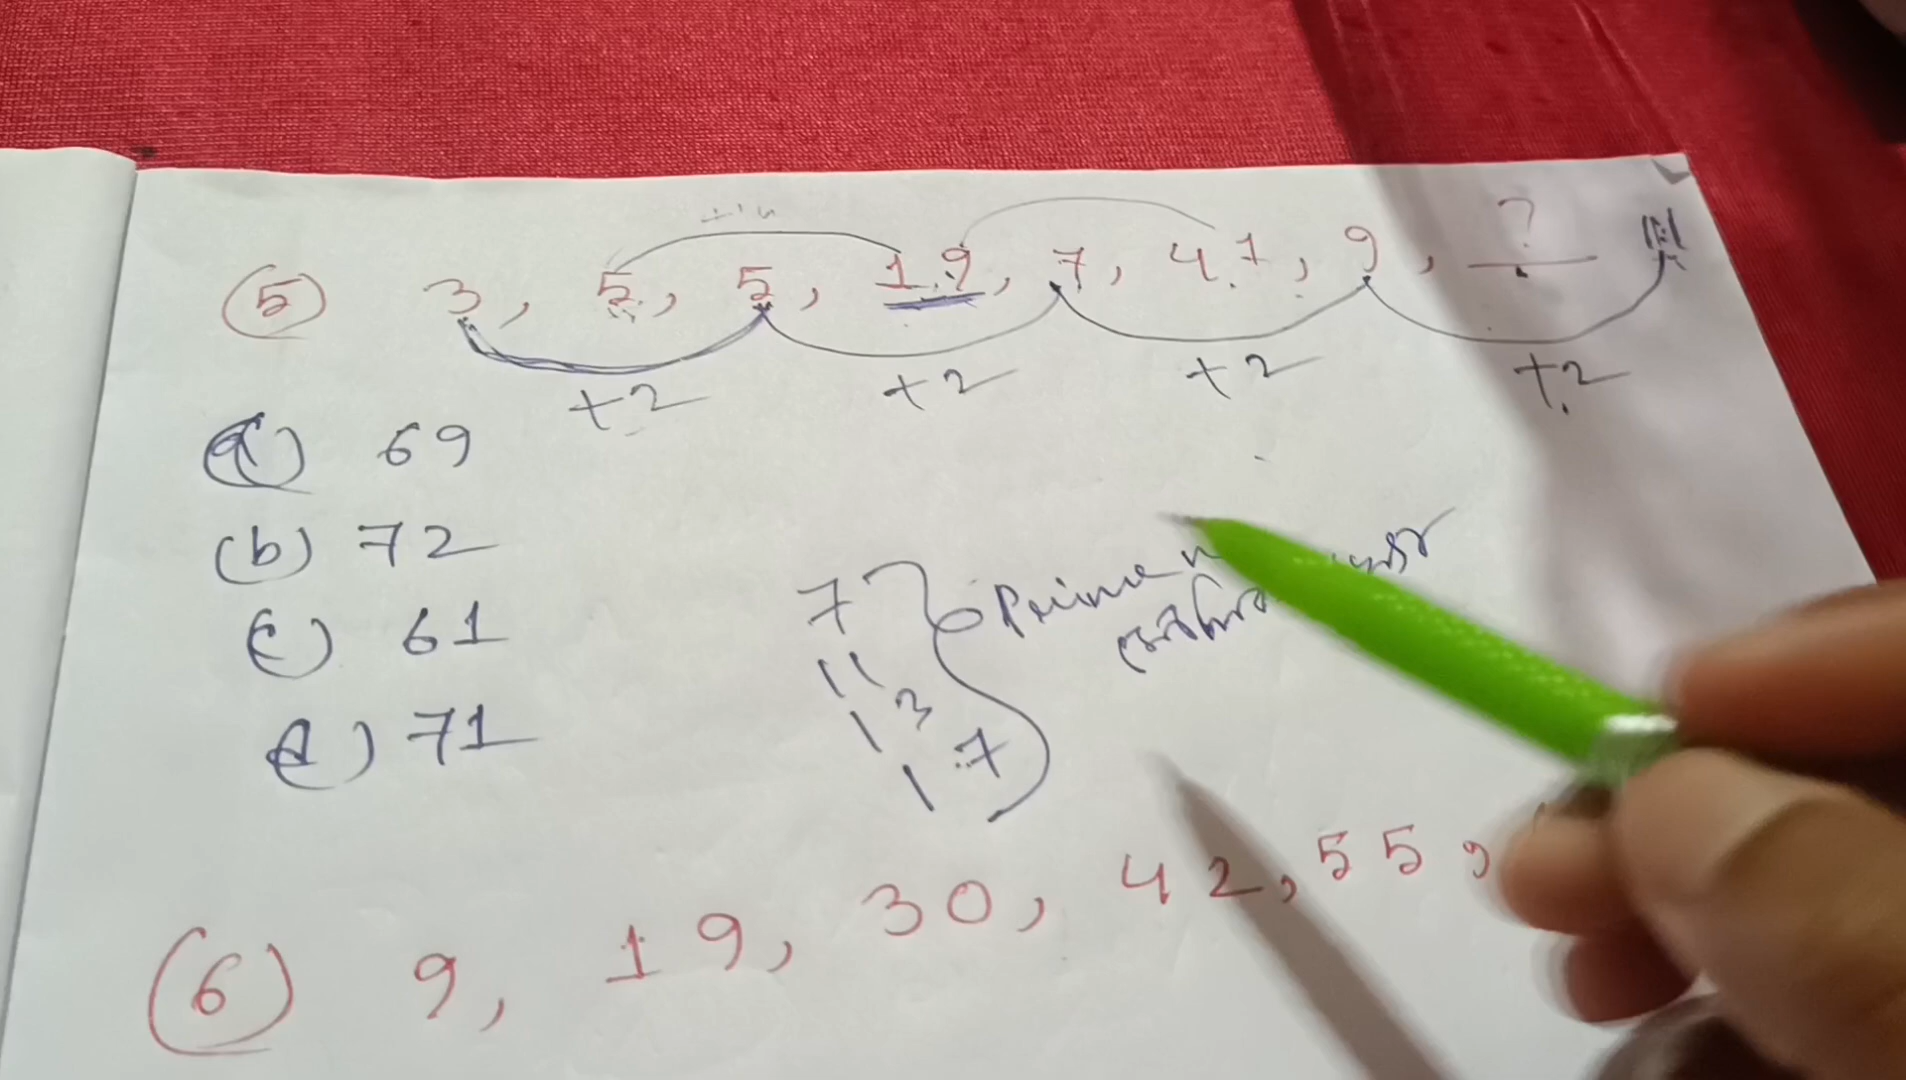 (5) 3, 5, 5, 19, 7, 41, 9, ?
+2 +2 +2 +2
(a) 69
(b) 72
(c) 61
(d) 71
7 Prime
11
13
17
(6) 9, 19, 30, 42, 55,